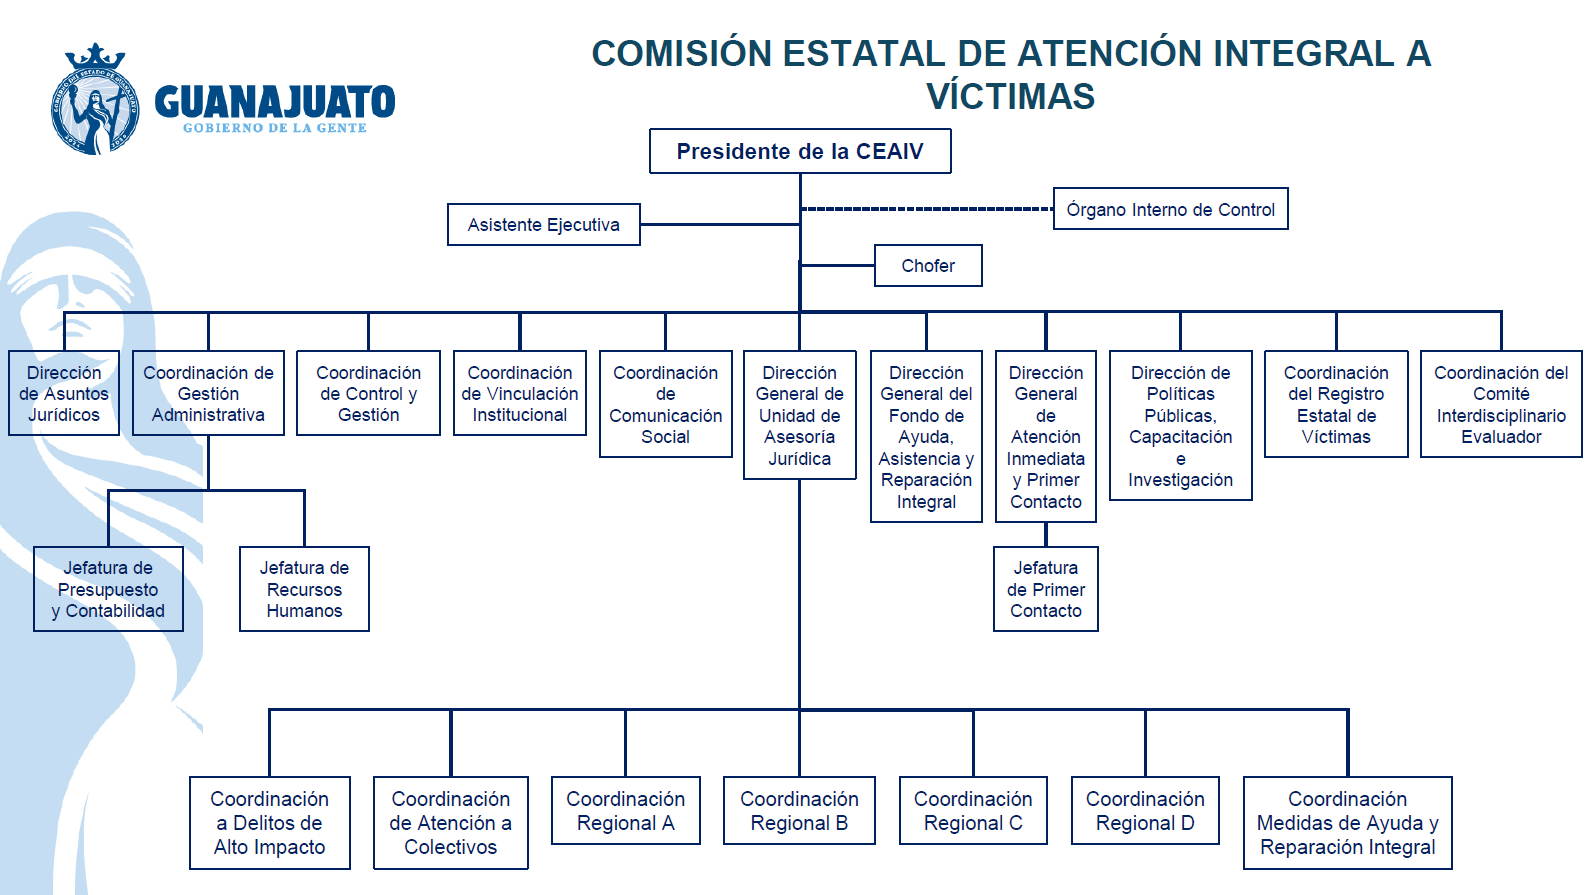 GUANAJUATO
GOBIERNO DE LA GENTE
COMISIÓN ESTATAL DE ATENCIÓN INTEGRAL A
VÍCTIMAS
Presidente de la CEAIV
Asistente Ejecutiva
Órgano Interno de Control
Chofer
Dirección
de Asuntos
Jurídicos
Coordinación de
Gestión
Administrativa
Coordinación
de Control y
Gestión
Coordinación
de Vinculación
Institucional
Coordinación
de
Comunicación
Social
Dirección
General de
Unidad de
Asesoría
Jurídica
Dirección
General del
Fondo de
Ayuda,
Asistencia y
Reparación
Integral
Dirección
General
de
Atención
Inmediata
y Primer
Contacto
Dirección de
Políticas
Públicas,
Capacitación
e
Investigación
Coordinación
del Registro
Estatal de
Víctimas
Coordinación del
Comité
Interdisciplinario
Evaluador
Jefatura de
Presupuesto
y Contabilidad
Jefatura de
Recursos
Humanos
Jefatura
de Primer
Contacto
Coordinación
a Delitos de
Alto Impacto
Coordinación
de Atención a
Colectivos
Coordinación
Regional A
Coordinación
Regional B
Coordinación
Regional C
Coordinación
Regional D
Coordinación
Medidas de Ayuda y
Reparación Integral